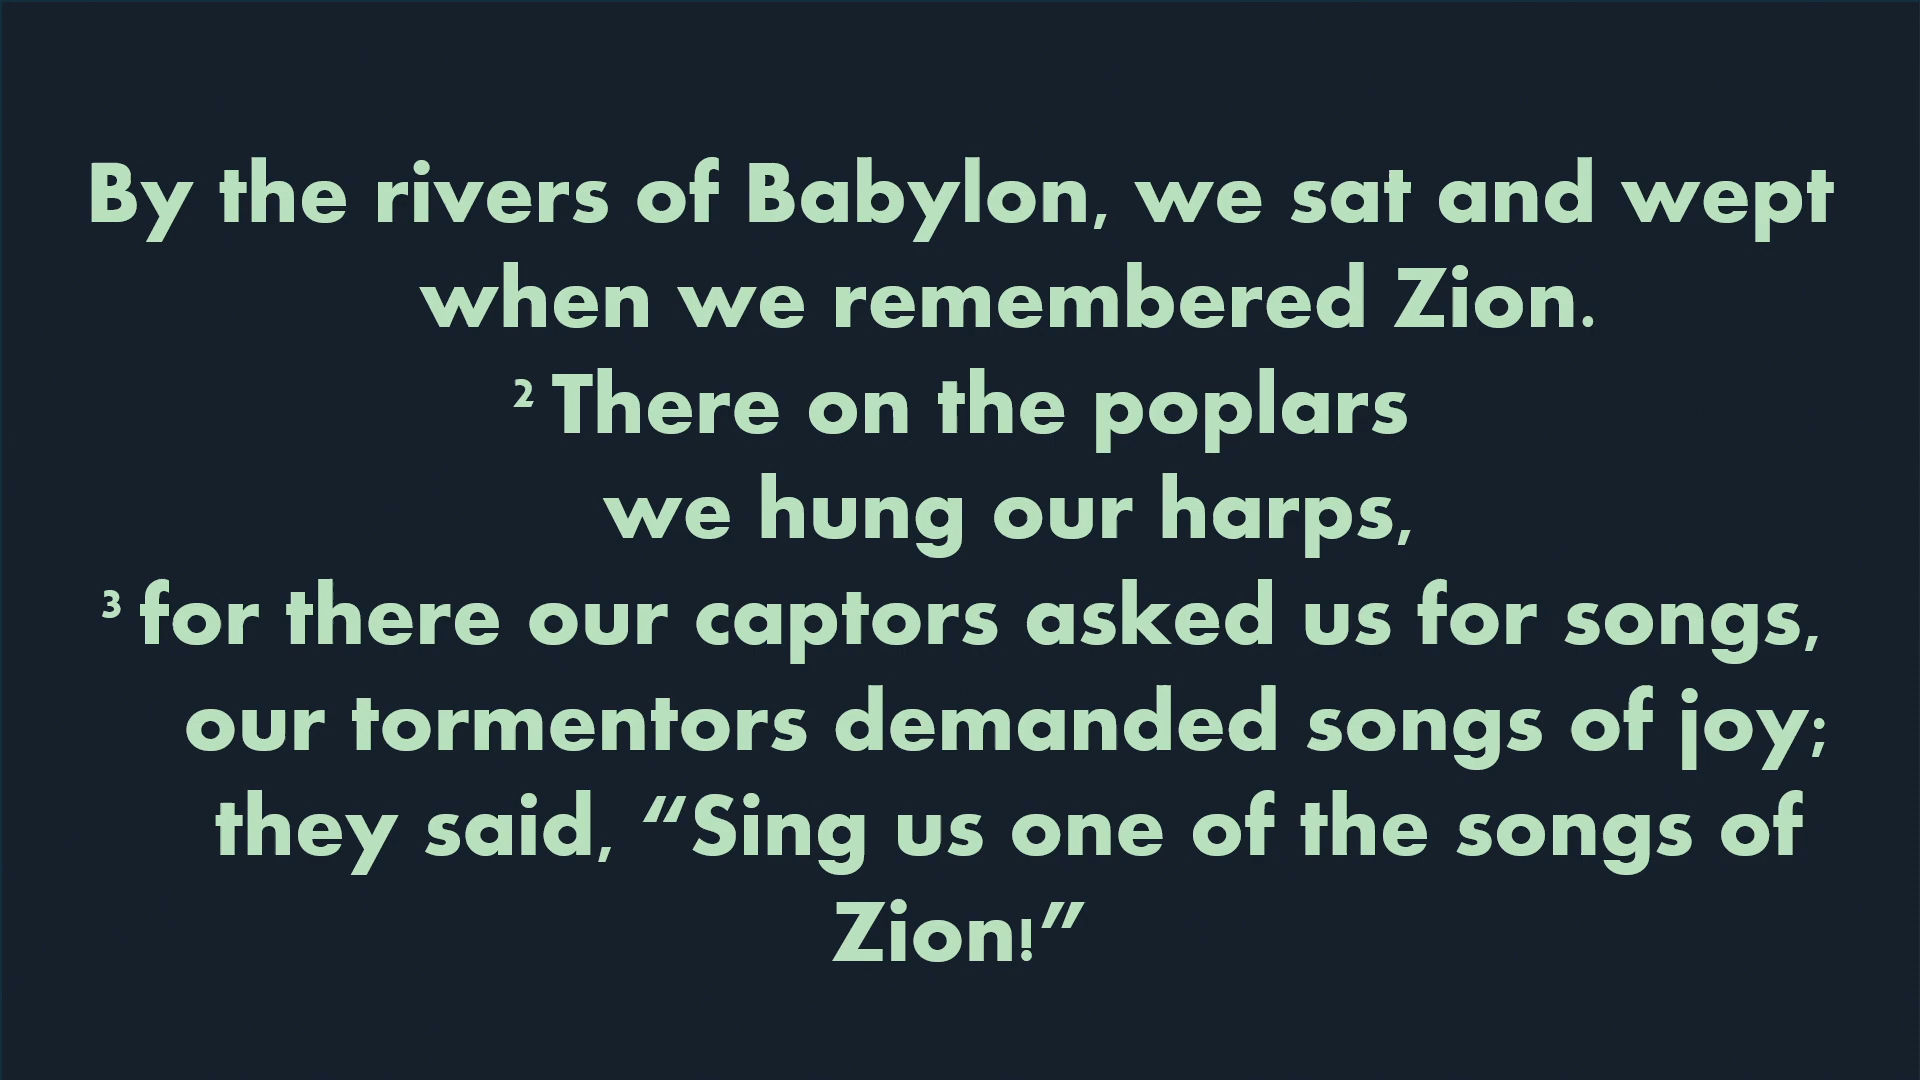 By the rivers of Babylon, we sat and wept
when we remembered Zion.
² There on the poplars
we hung our harps,
³ for there our captors asked us for songs,
our tormentors demanded songs of joy;
they said, “Sing us one of the songs of
Zion!”